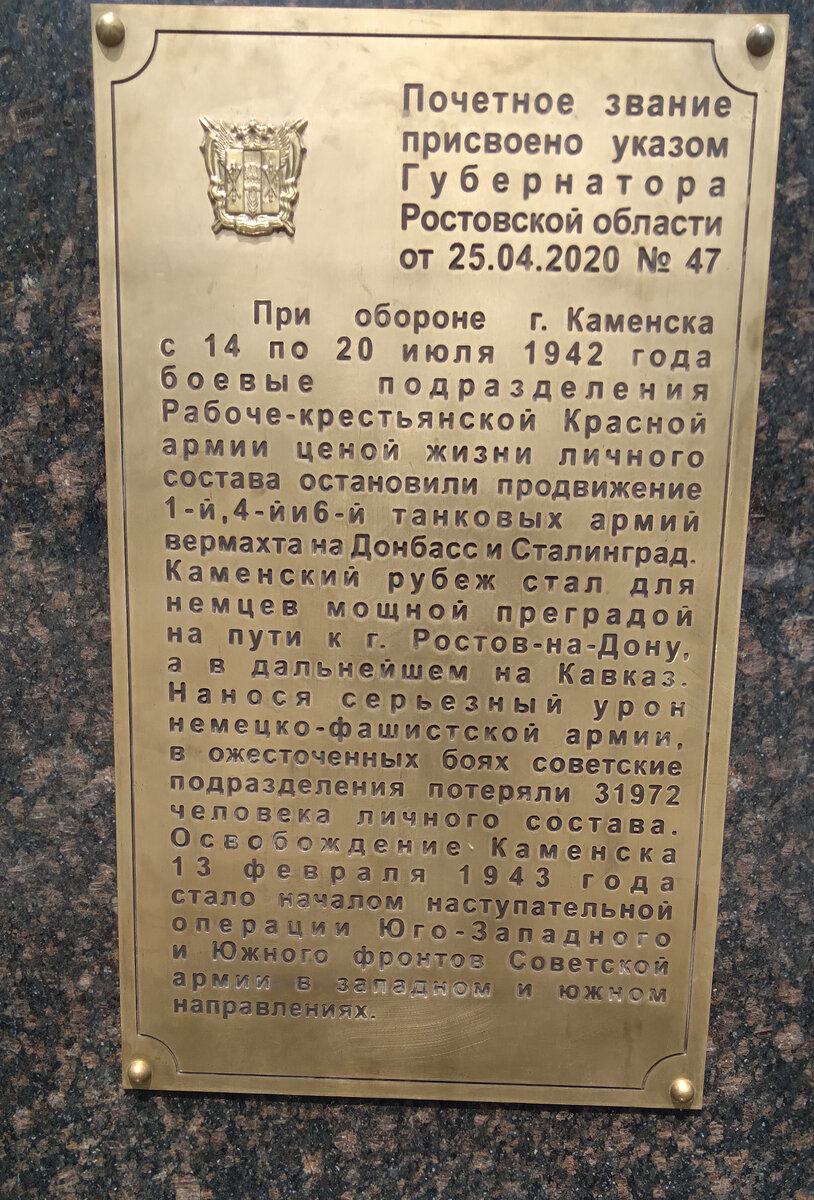 Почетное звание
присвоено указом
Губернатора
Ростовской области
от 25.04.2020 № 47
При обороне г. Каменска
с 14 по 20 июля 1942 года
боевые подразделения
Рабоче-крестьянской Красной
армии ценой жизни личного
состава остановили продвижение
1-й,4-йи6-й танковых армий
вермахта на Донбасс и Сталинград.
Каменский рубеж стал для
немцев мощной преградой
на пути к г. Ростов-на-Дону,
а в дальнейшем на Кавказ.
Нанося серьезный урон
немецко-фашистской армии,
в ожесточенных боях советские
подразделения потеряли 31972
человека личного состава.
Освобождение Каменска
13 февраля 1943 года
стало началом наступательной
операции Юго-Западного
и Южного фронтов Советской
армии в западном и южном
направлениях.